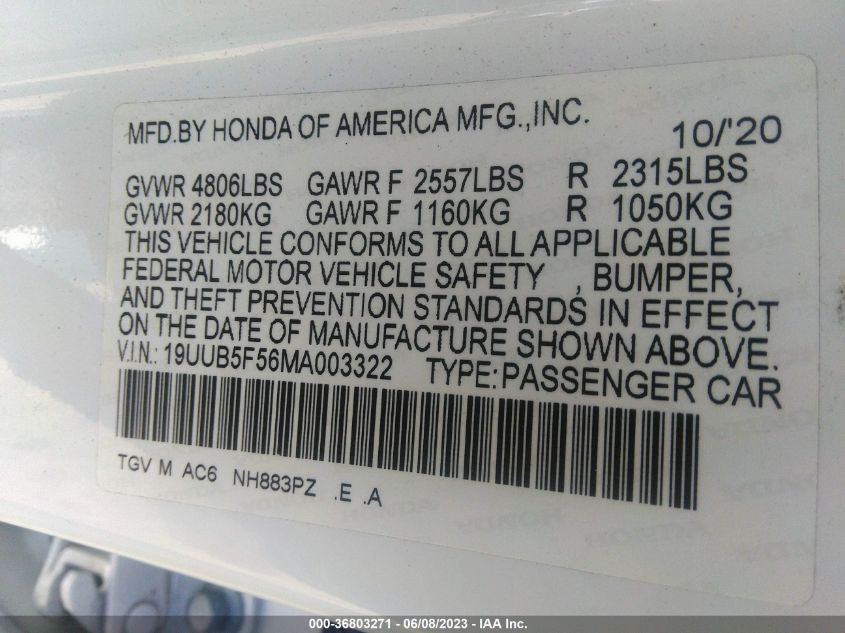 MFD.BY HONDA OF AMERICA MFG.,INC. 10/'20
GVWR 4806LBS GAWR F 2557LBS R 2315LBS
GVWR 2180KG GAWR F 1160KG R 1050KG
THIS VEHICLE CONFORMS TO ALL APPLICABLE
FEDERAL MOTOR VEHICLE SAFETY , BUMPER,
AND THEFT PREVENTION STANDARDS IN EFFECT
ON THE DATE OF MANUFACTURE SHOWN ABOVE.
V.I.N.: 19UUB5F56MA003322 TYPE: PASSENGER CAR
TGV M AC6 NH883PZ .E .A
HONDA HONDA HONDA
© 000-36803271 - 06/08/2023 - IAA Inc.